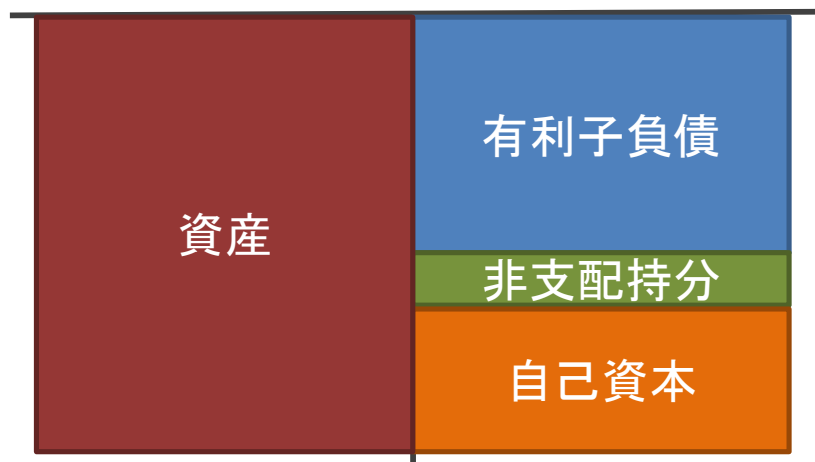 資産
有利子負債
非支配持分
自己資本